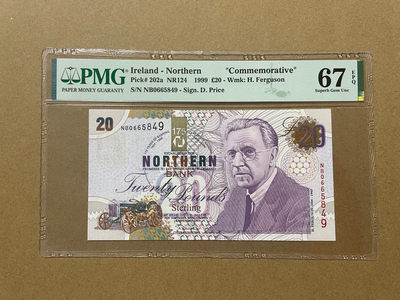 PMG
PAPER MONEY GUARANTY
Ireland - Northern "Commemorative"
Pick# 202a NR124 1999 £20 - Wmk: H. Ferguson
S/N NB0665849 - Sign. D. Price
67 EPQ
Superb Gem Unc
20
NB0665849
175
20
NORTHERN
BANK
Twenty Pounds
Sterling
NB0665849